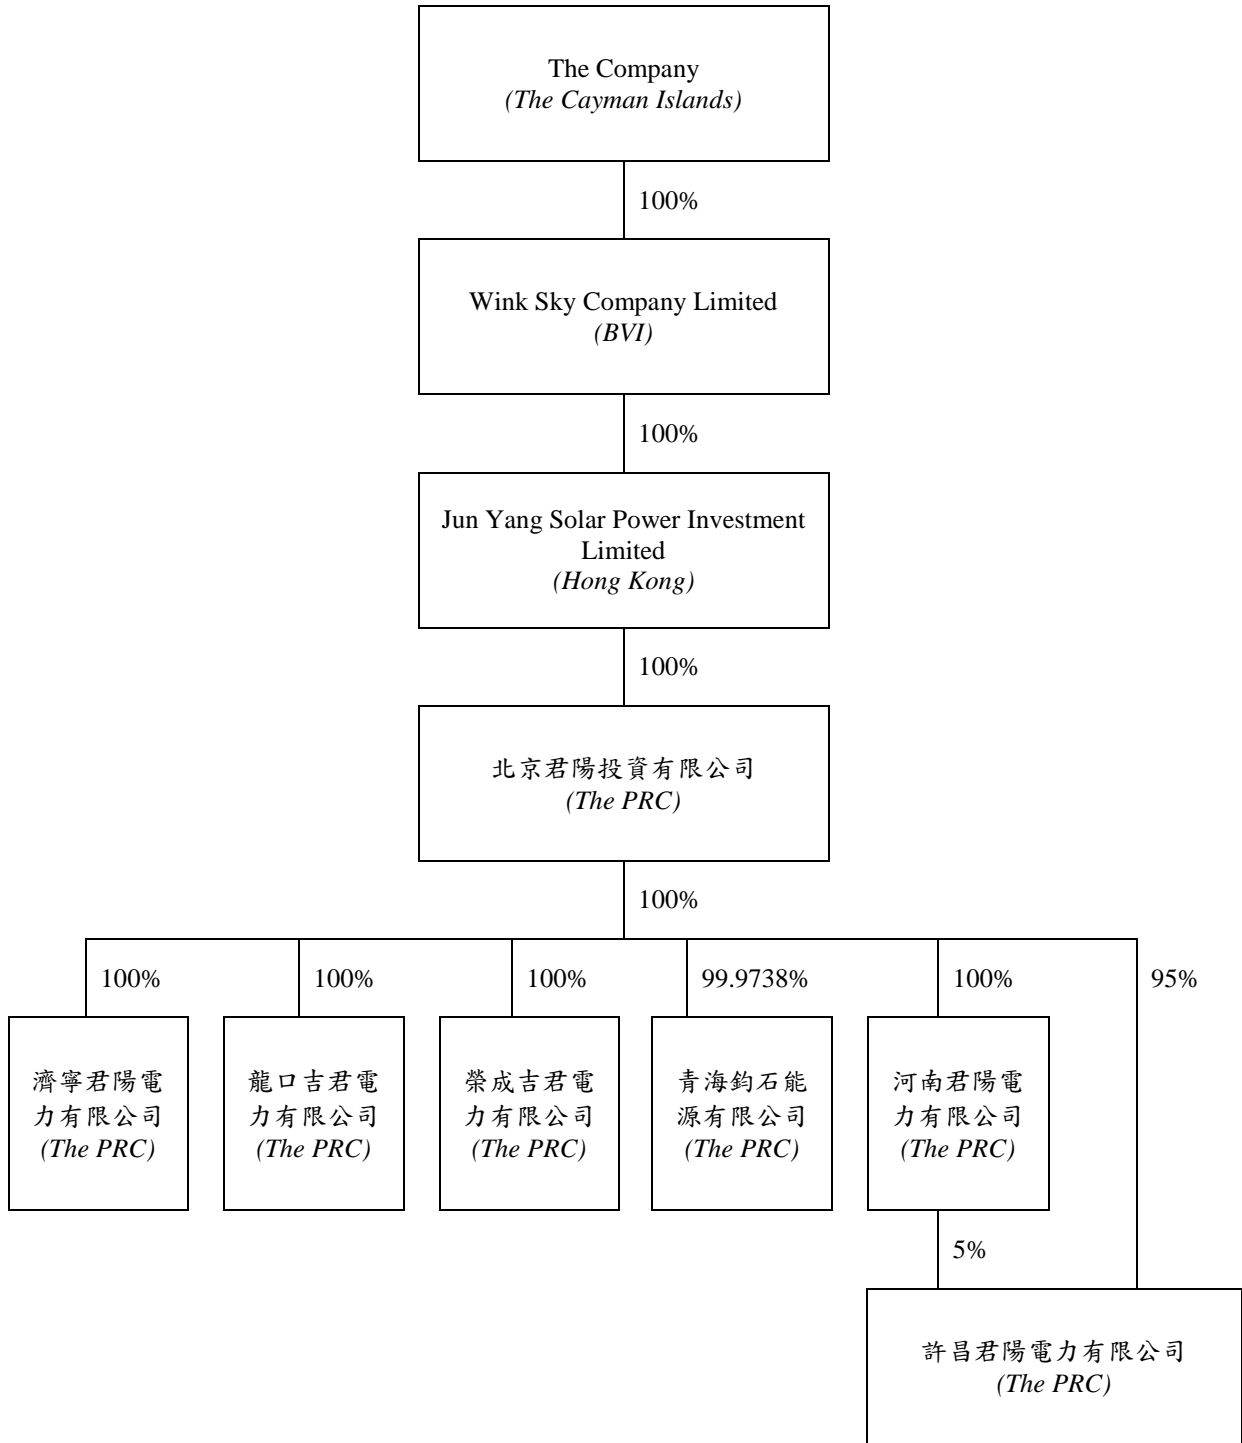 The Company
(The Cayman Islands)
100%
Wink Sky Company Limited
(BVI)
100%
Jun Yang Solar Power Investment
Limited
(Hong Kong)
100%
北京君陽投資有限公司
(The PRC)
100%
100%
100%
100%
99.9738%
100%
95%
濟寧君陽電
力有限公司
(The PRC)
龍口吉君電
力有限公司
(The PRC)
榮成吉君電
力有限公司
(The PRC)
青海鈞石能
源有限公司
(The PRC)
河南君陽電
力有限公司
(The PRC)
5%
許昌君陽電力有限公司
(The PRC)